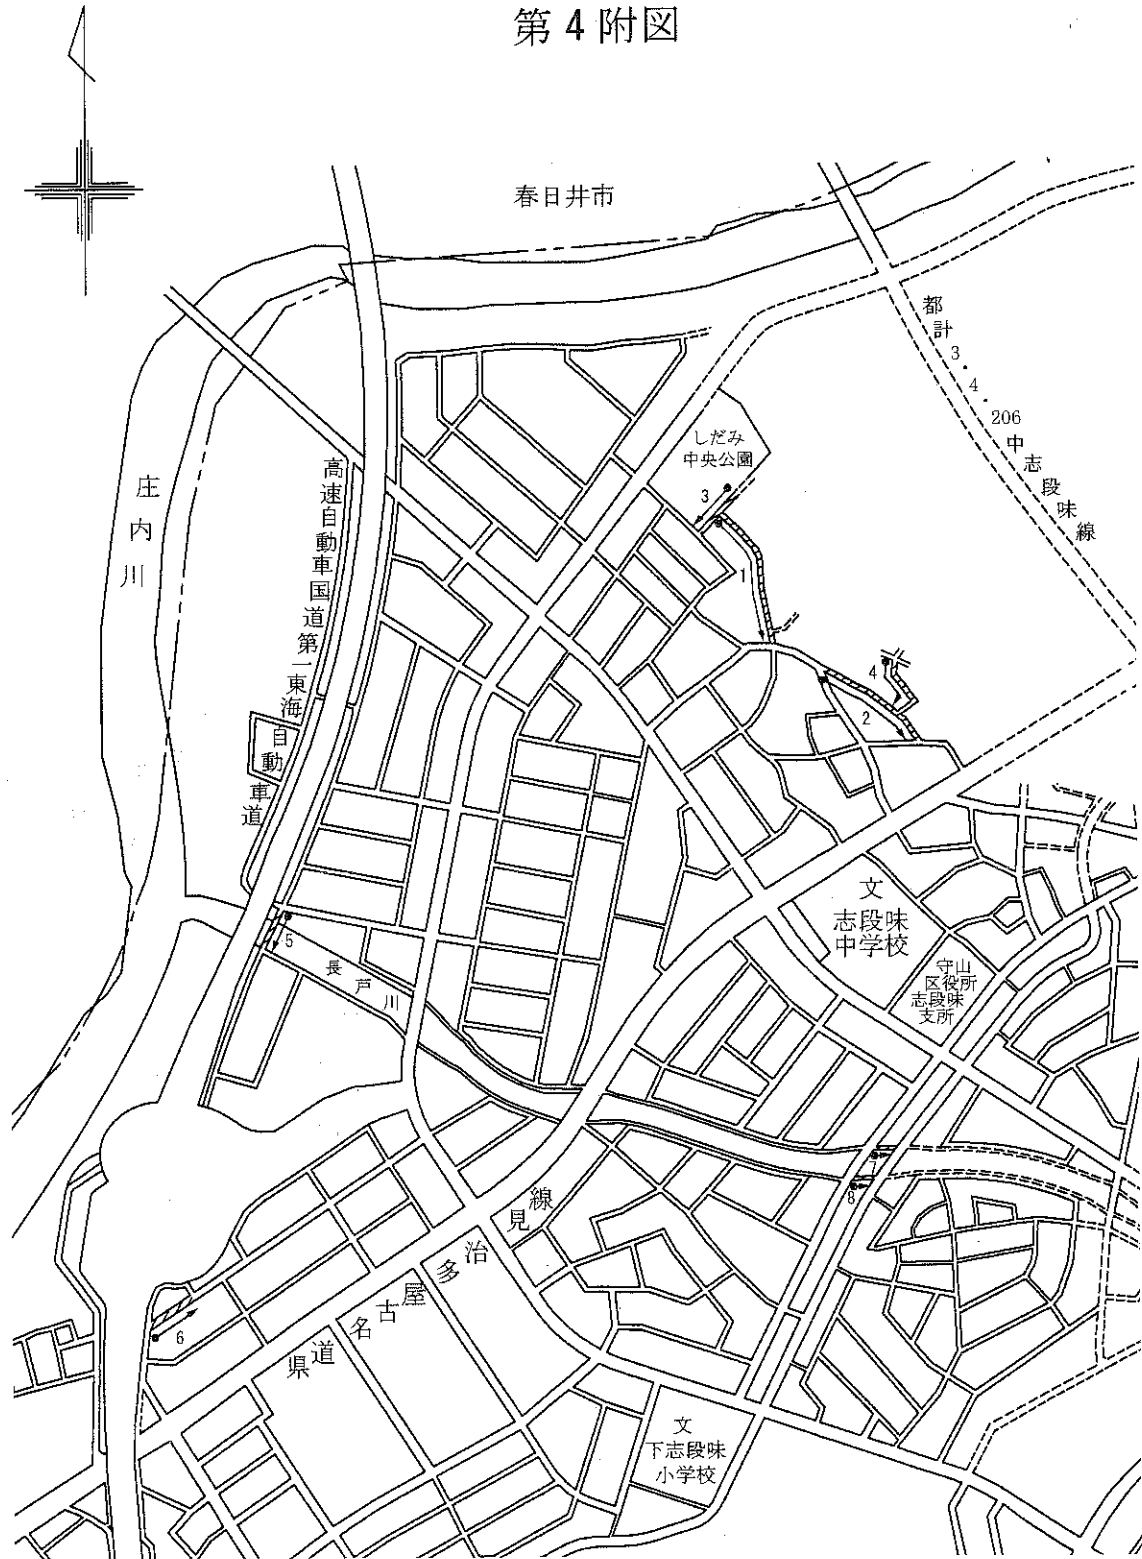 第4附図
春日井市
都計3・4・206中志段味線
しだみ
中央公園
3
1
4
2
庄内川
高速自動車国道第一東海自動車道
5
長戸川
文
志段味
中学校
守山
区役所
志段味
支所
7
8
県道名古屋多治見線
6
文
下志段味
小学校